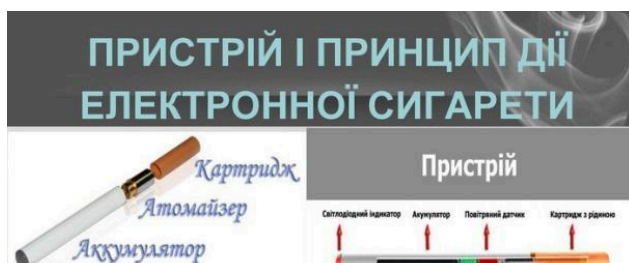 ПРИСТРІЙ І ПРИНЦИП ДІЇ
ЕЛЕКТРОННОЇ СИГАРЕТИ
Картридж
Атомайзер
Аккумулятор
Пристрій
Світлодіодний індикатор Акумулятор Повітряний датчик Картридж з рідиною